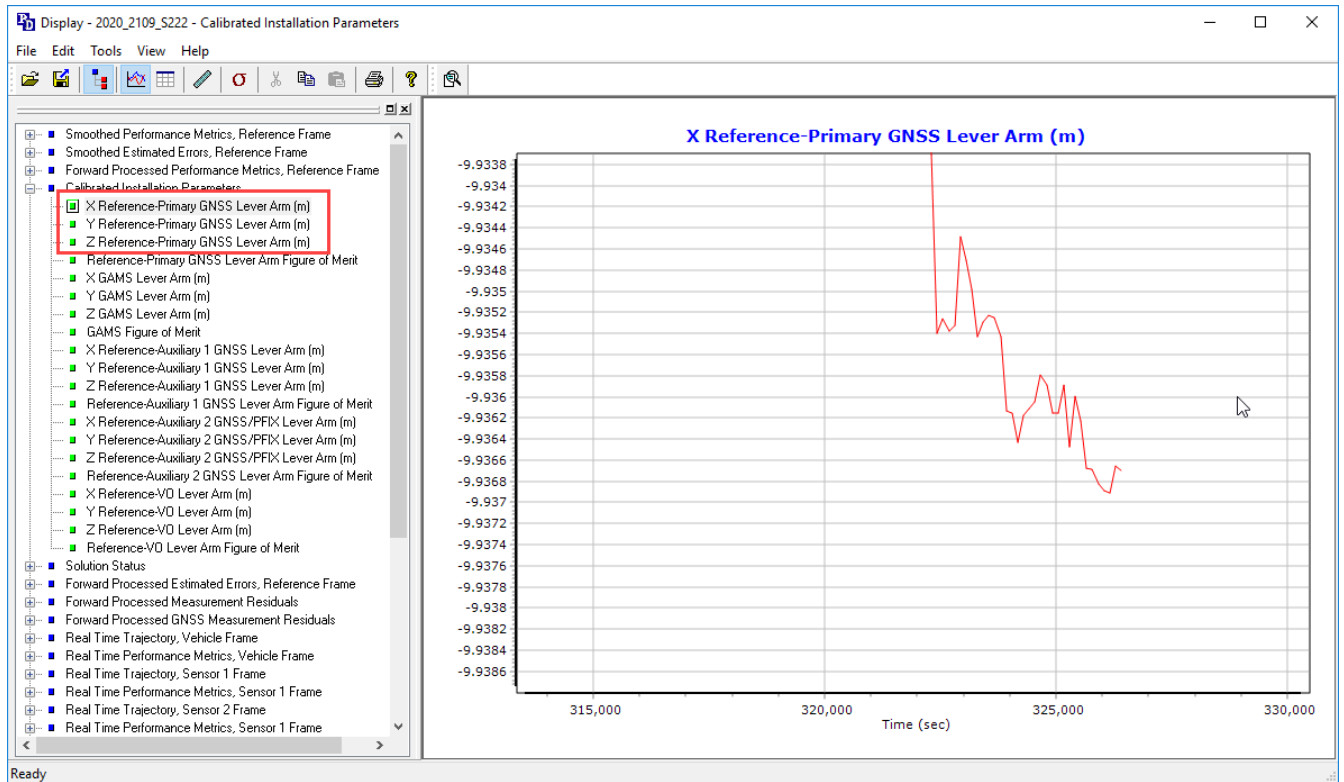 Display - 2020_2109_S222 - Calibrated Installation Parameters
File Edit Tools View Help
Smoothed Performance Metrics, Reference Frame
Smoothed Estimated Errors, Reference Frame
Forward Processed Performance Metrics, Reference Frame
Calibrated Installation Parameters
X Reference-Primary GNSS Lever Arm (m)
Y Reference-Primary GNSS Lever Arm (m)
Z Reference-Primary GNSS Lever Arm (m)
Reference-Primary GNSS Lever Arm Figure of Merit
X GAMS Lever Arm (m)
Y GAMS Lever Arm (m)
Z GAMS Lever Arm (m)
GAMS Figure of Merit
X Reference-Auxiliary 1 GNSS Lever Arm (m)
Y Reference-Auxiliary 1 GNSS Lever Arm (m)
Z Reference-Auxiliary 1 GNSS Lever Arm (m)
Reference-Auxiliary 1 GNSS Lever Arm Figure of Merit
X Reference-Auxiliary 2 GNSS/PFIX Lever Arm (m)
Y Reference-Auxiliary 2 GNSS/PFIX Lever Arm (m)
Z Reference-Auxiliary 2 GNSS/PFIX Lever Arm (m)
Reference-Auxiliary 2 GNSS Lever Arm Figure of Merit
X Reference-VO Lever Arm (m)
Y Reference-VO Lever Arm (m)
Z Reference-VO Lever Arm (m)
Reference-VO Lever Arm Figure of Merit
Solution Status
Forward Processed Estimated Errors, Reference Frame
Forward Processed Measurement Residuals
Forward Processed GNSS Measurement Residuals
Real Time Trajectory, Vehicle Frame
Real Time Performance Metrics, Vehicle Frame
Real Time Trajectory, Sensor 1 Frame
Real Time Performance Metrics, Sensor 1 Frame
Real Time Trajectory, Sensor 2 Frame
Real Time Performance Metrics, Sensor 1 Frame
X Reference-Primary GNSS Lever Arm (m)
-9.9338
-9.934
-9.9342
-9.9344
-9.9346
-9.9348
-9.935
-9.9352
-9.9354
-9.9356
-9.9358
-9.936
-9.9362
-9.9364
-9.9366
-9.9368
-9.937
-9.9372
-9.9374
-9.9376
-9.9378
-9.938
-9.9382
-9.9384
-9.9386
315,000 320,000 325,000 330,000
Time (sec)
Ready